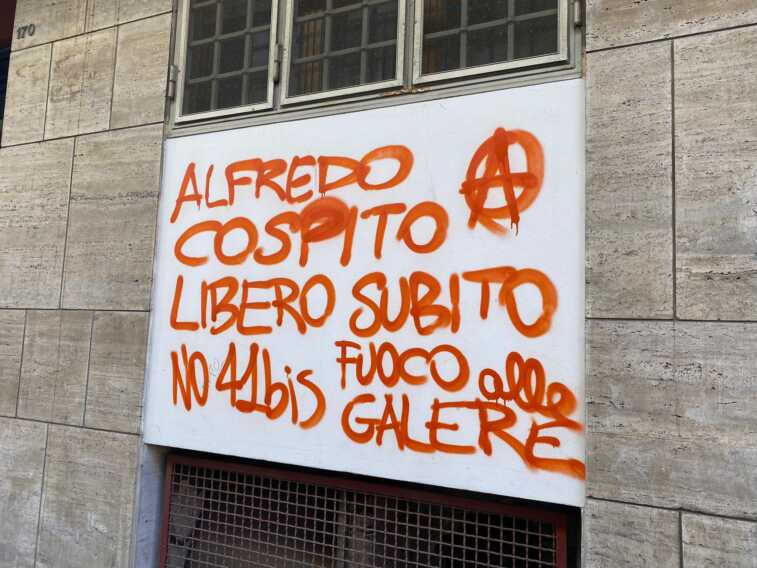 170
ALFREDO Ⓐ
COSPITO
LIBERO SUBITO
NO 41bis
FUOCO alle
GALERE